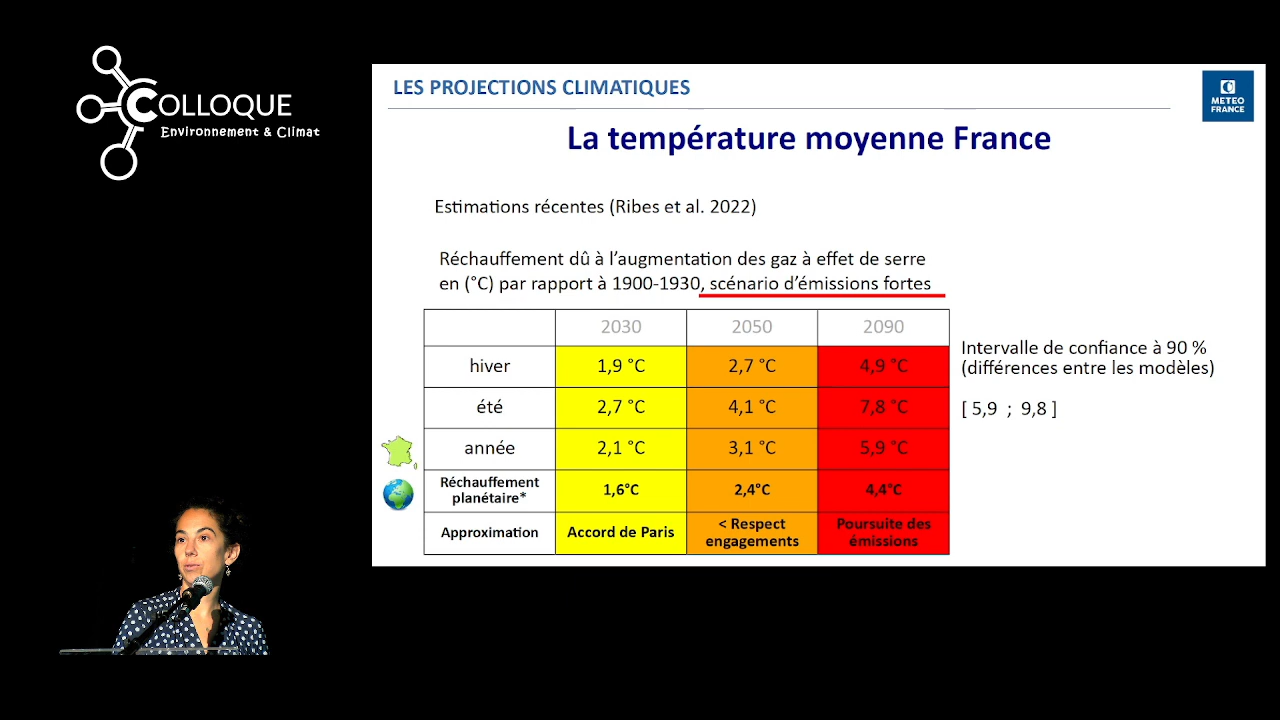 COLLOQUE
Environnement & Climat
LES PROJECTIONS CLIMATIQUES
METEO
FRANCE
La température moyenne France
Estimations récentes (Ribes et al. 2022)
Réchauffement dû à l'augmentation des gaz à effet de serre
en (°C) par rapport à 1900-1930, scénario d'émissions fortes
2030 2050 2090
hiver 1,9 °C 2,7 °C 4,9 °C
été 2,7 °C 4,1 °C 7,8 °C
année 2,1 °C 3,1 °C 5,9 °C
Réchauffement
planétaire* 1,6°C 2,4°C 4,4°C
Approximation Accord de Paris < Respect
engagements Poursuite des
émissions
Intervalle de confiance à 90 %
(différences entre les modèles)
[ 5,9 ; 9,8 ]